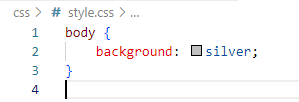 css > # style.css > ...
1 body {
2 background: silver;
3 }
4